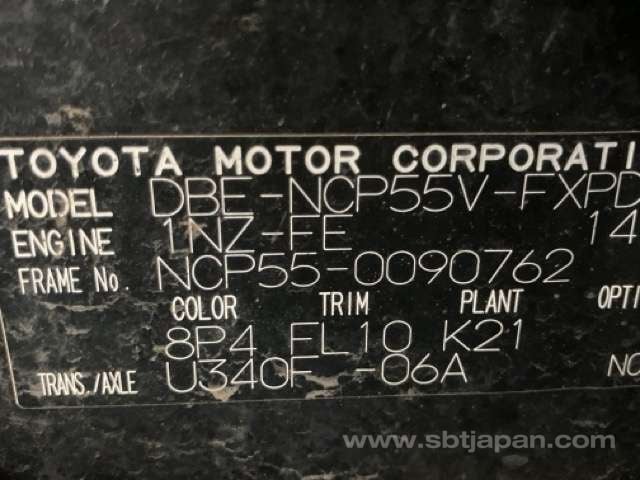 TOYOTA MOTOR CORPORATI
MODEL DBE-NCP55V-FXPD
ENGINE 1NZ-FE 14
FRAME No. NCP55-0090762
COLOR TRIM PLANT OPTI
8P4 FL10 K21
TRANS./AXLE U340F -06A NC
www.sbtjapan.com